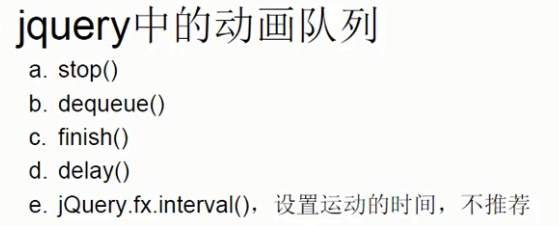 jquery中的动画队列
a. stop()
b. dequeue()
c. finish()
d. delay()
e. jQuery.fx.interval()，设置运动的时间，不推荐